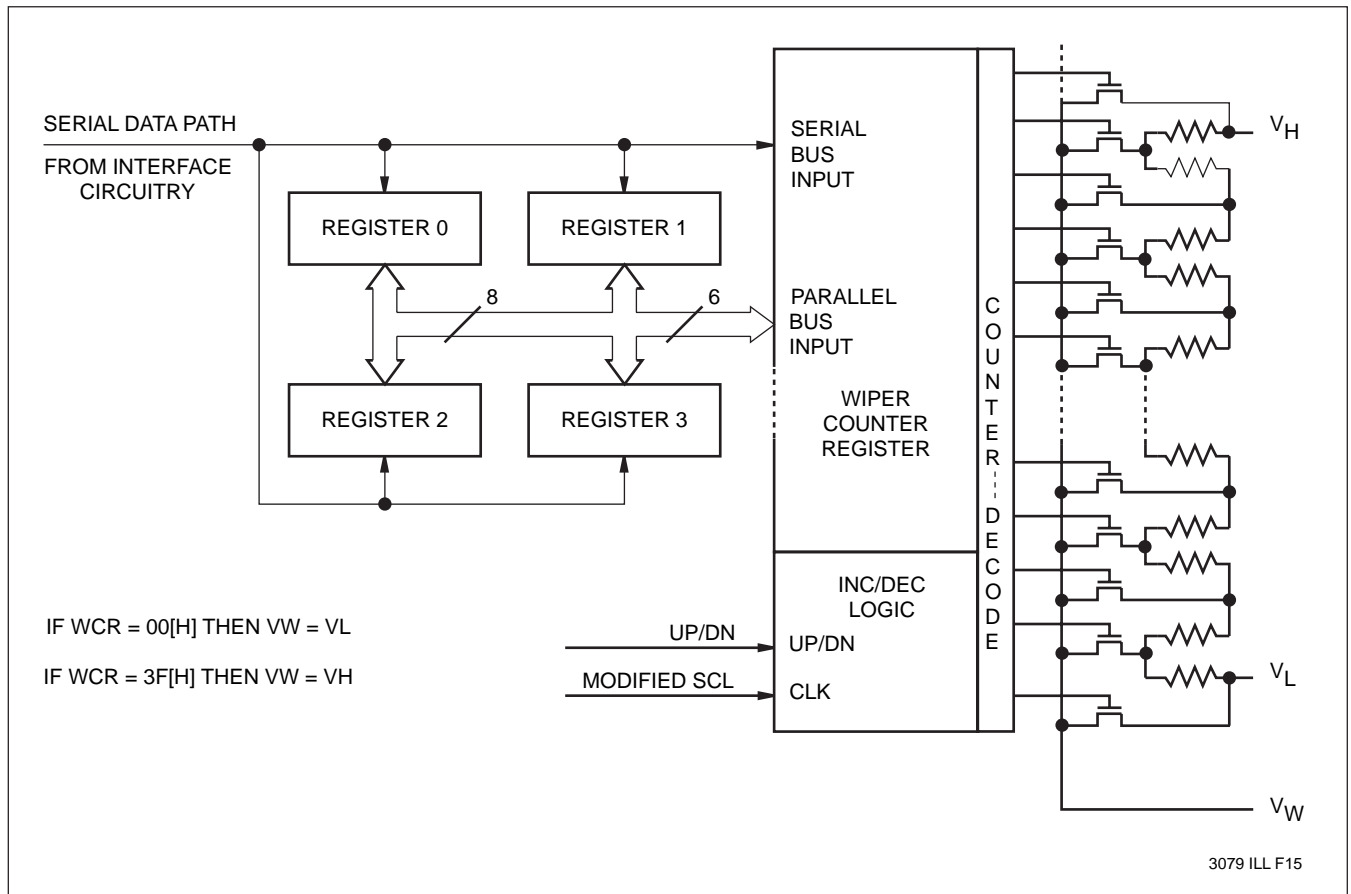 SERIAL DATA PATH
FROM INTERFACE
CIRCUITRY
REGISTER 0
REGISTER 1
8
6
REGISTER 2
REGISTER 3
SERIAL
BUS
INPUT
PARALLEL
BUS
INPUT
WIPER
COUNTER
REGISTER
INC/DEC
LOGIC
UP/DN
UP/DN
MODIFIED SCL
CLK
COUNTER
DECODE
IF WCR = 00[H] THEN VW = VL
IF WCR = 3F[H] THEN VW = VH
VH
VL
VW
3079 ILL F15